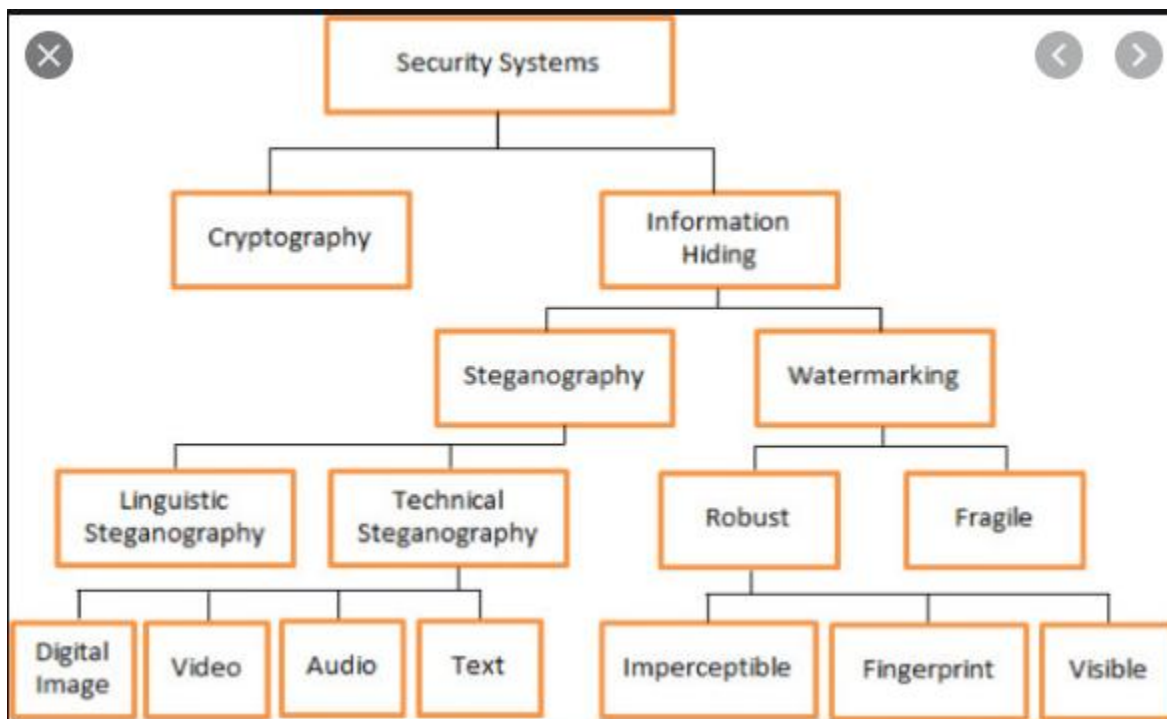 Security Systems
Cryptography
Information
Hiding
Steganography
Watermarking
Linguistic
Steganography
Technical
Steganography
Robust
Fragile
Digital
Image
Video
Audio
Text
Imperceptible
Fingerprint
Visible